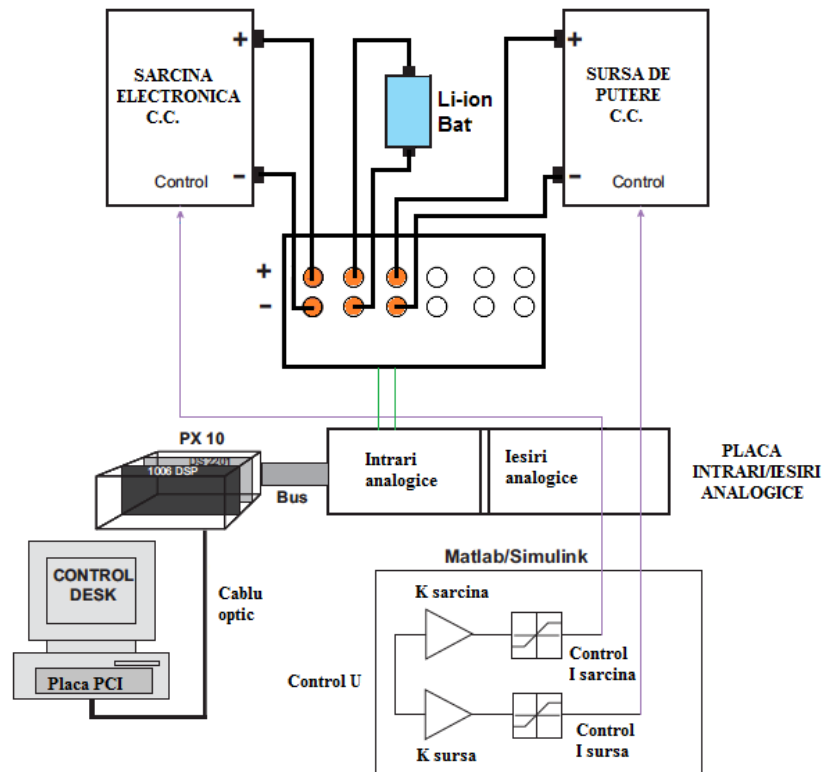 +
SARCINA
ELECTRONICA
C.C.
-
Control
Li-ion
Bat
+
SURSA DE
PUTERE
C.C.
-
Control
+
-
PX 10
DS 2201
1006 DSP
Bus
Intrari
analogice
Iesiri
analogice
PLACA
INTRARI/IESIRI
ANALOGICE
CONTROL
DESK
Placa PCI
Cablu
optic
Matlab/Simulink
K sarcina
Control U
Control
I sarcina
K sursa
Control
I sursa